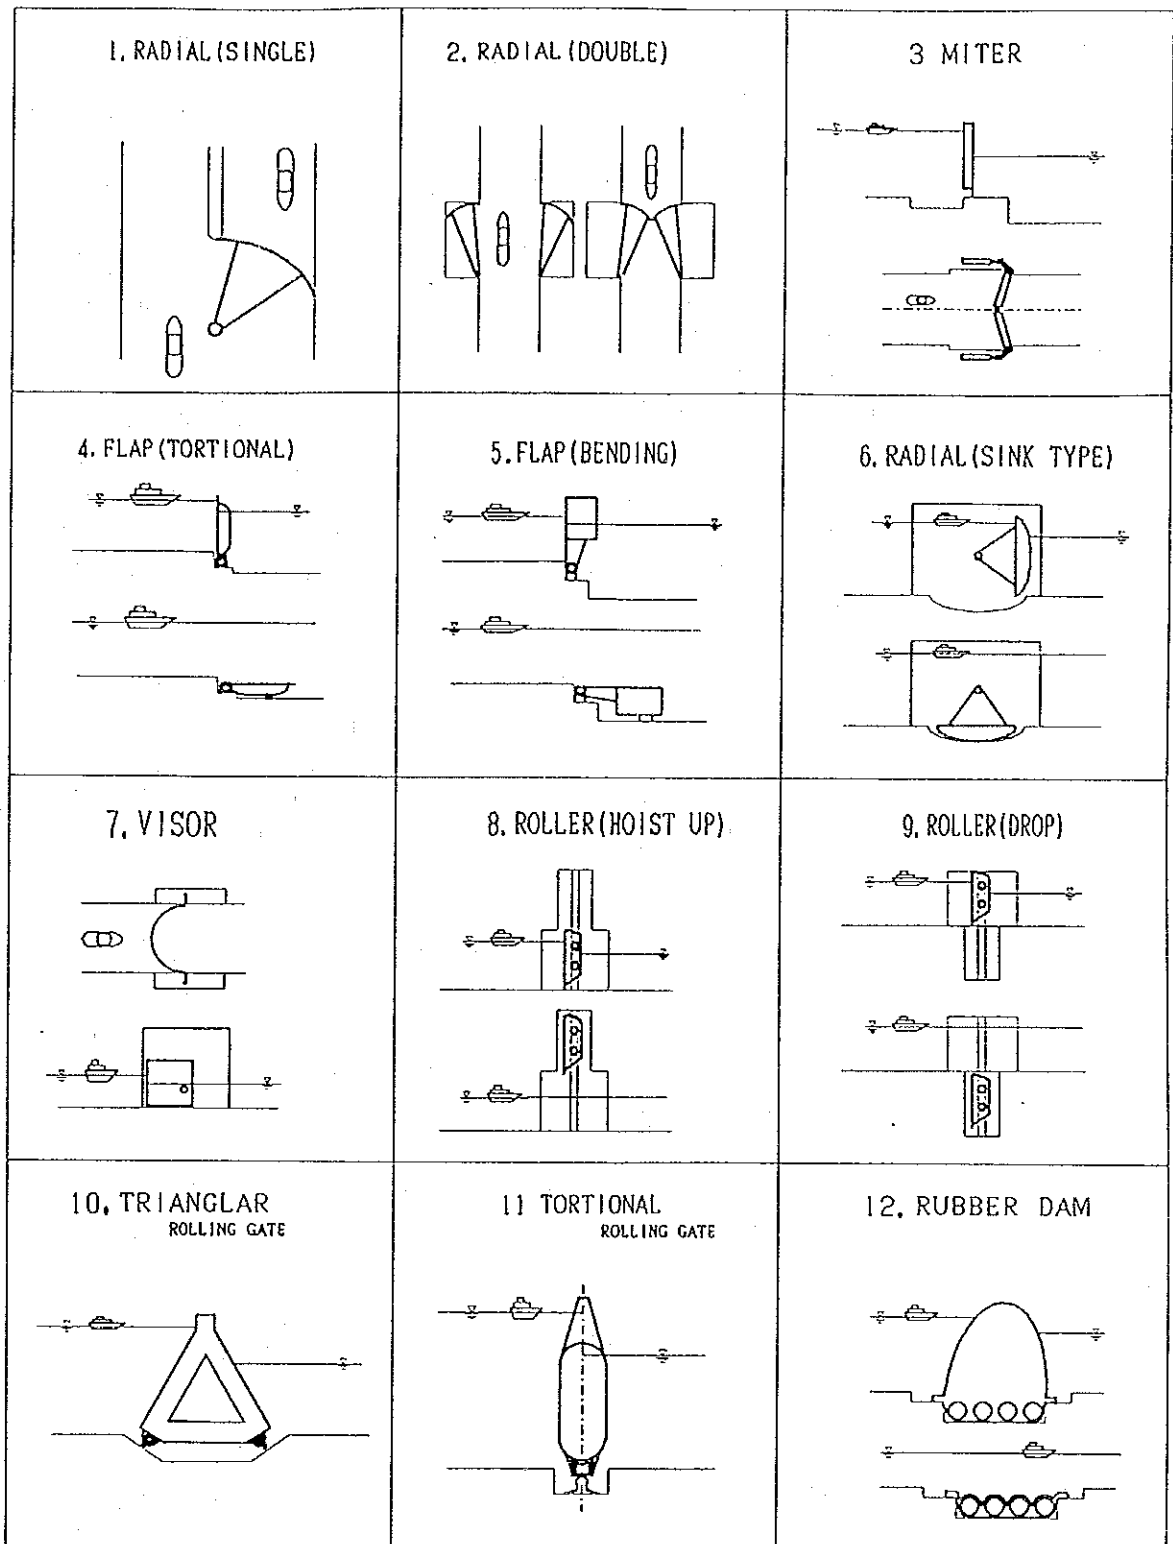 1. RADIAL(SINGLE)
2. RADIAL(DOUBLE)
3 MITER
4. FLAP(TORTIONAL)
5. FLAP(BENDING)
6. RADIAL(SINK TYPE)
7. VISOR
8. ROLLER(HOIST UP)
9. ROLLER(DROP)
10. TRIANGLAR
ROLLING GATE
11 TORTIONAL
ROLLING GATE
12. RUBBER DAM